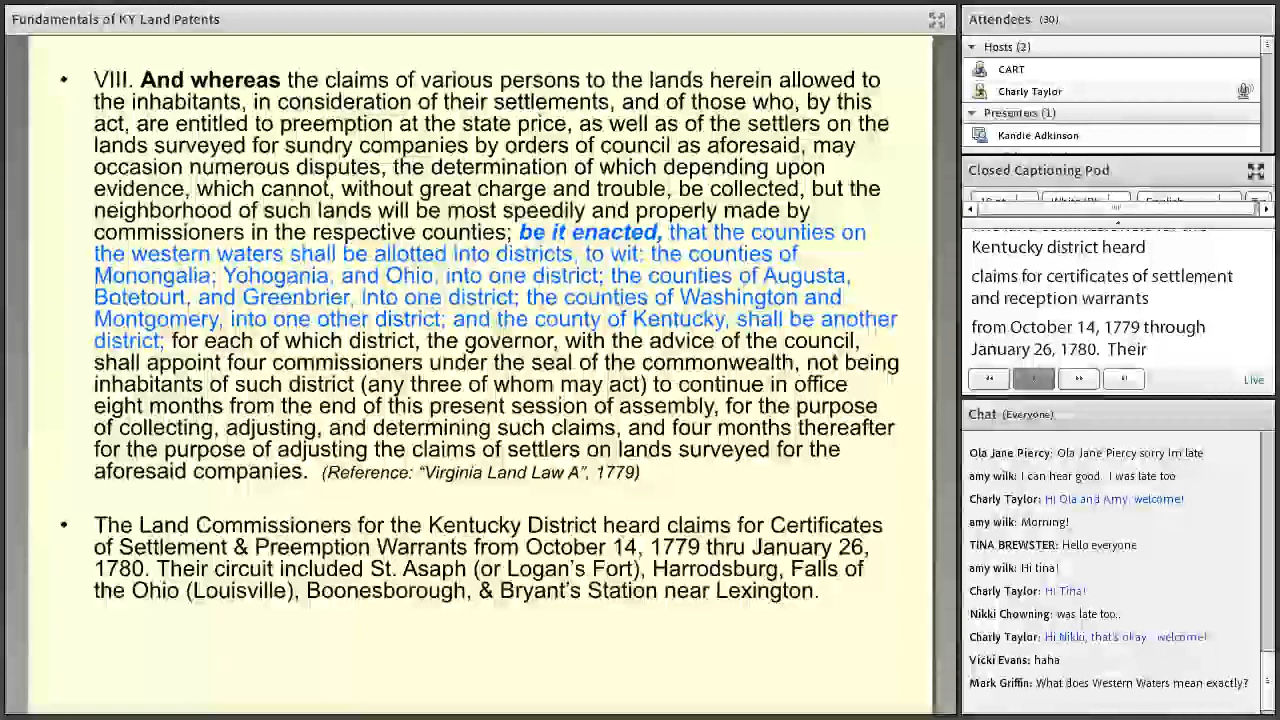 Fundamentals of KY Land Patents
• VIII. And whereas the claims of various persons to the lands herein allowed to
the inhabitants, in consideration of their settlements, and of those who, by this
act, are entitled to preemption at the state price, as well as of the settlers on the
lands surveyed for sundry companies by orders of council as aforesaid, may
occasion numerous disputes, the determination of which depending upon
evidence, which cannot, without great charge and trouble, be collected, but the
neighborhood of such lands will be most speedily and properly made by
commissioners in the respective counties; be it enacted, that the counties on
the western waters shall be allotted into districts, to wit: the counties of
Monongalia; Yohogania, and Ohio, into one district; the counties of Augusta,
Botetourt, and Greenbrier, into one district; the counties of Washington and
Montgomery, into one other district; and the county of Kentucky, shall be another
district; for each of which district, the governor, with the advice of the council,
shall appoint four commissioners under the seal of the commonwealth, not being
inhabitants of such district (any three of whom may act) to continue in office
eight months from the end of this present session of assembly, for the purpose
of collecting, adjusting, and determining such claims, and four months thereafter
for the purpose of adjusting the claims of settlers on lands surveyed for the
aforesaid companies. (Reference: "Virginia Land Law A", 1779)
• The Land Commissioners for the Kentucky District heard claims for Certificates
of Settlement & Preemption Warrants from October 14, 1779 thru January 26,
1780. Their circuit included St. Asaph (or Logan's Fort), Harrodsburg, Falls of
the Ohio (Louisville), Boonesborough, & Bryant's Station near Lexington.
Attendees (30)
Hosts (2)
CART
Charly Taylor
Presenters (1)
Kandie Adkinson
Closed Captioning Pod
Kentucky district heard
claims for certificates of settlement
and reception warrants
from October 14, 1779 through
January 26, 1780. Their
Live
Chat (Everyone)
Ola Jane Piercy: Ola Jane Piercy sorry Im late
amy wilk: I can hear good. I was late too
Charly Taylor: Hi Ola and Amy, welcome!
amy wilk: Morning!
TINA BREWSTER: Hello everyone
amy wilk: Hi tina!
Charly Taylor: Hi Tina!
Nikki Chowning: was late too..
Charly Taylor: Hi Nikki, that's okay welcome!
Vicki Evans: haha
Mark Griffin: What does Western Waters mean exactly?